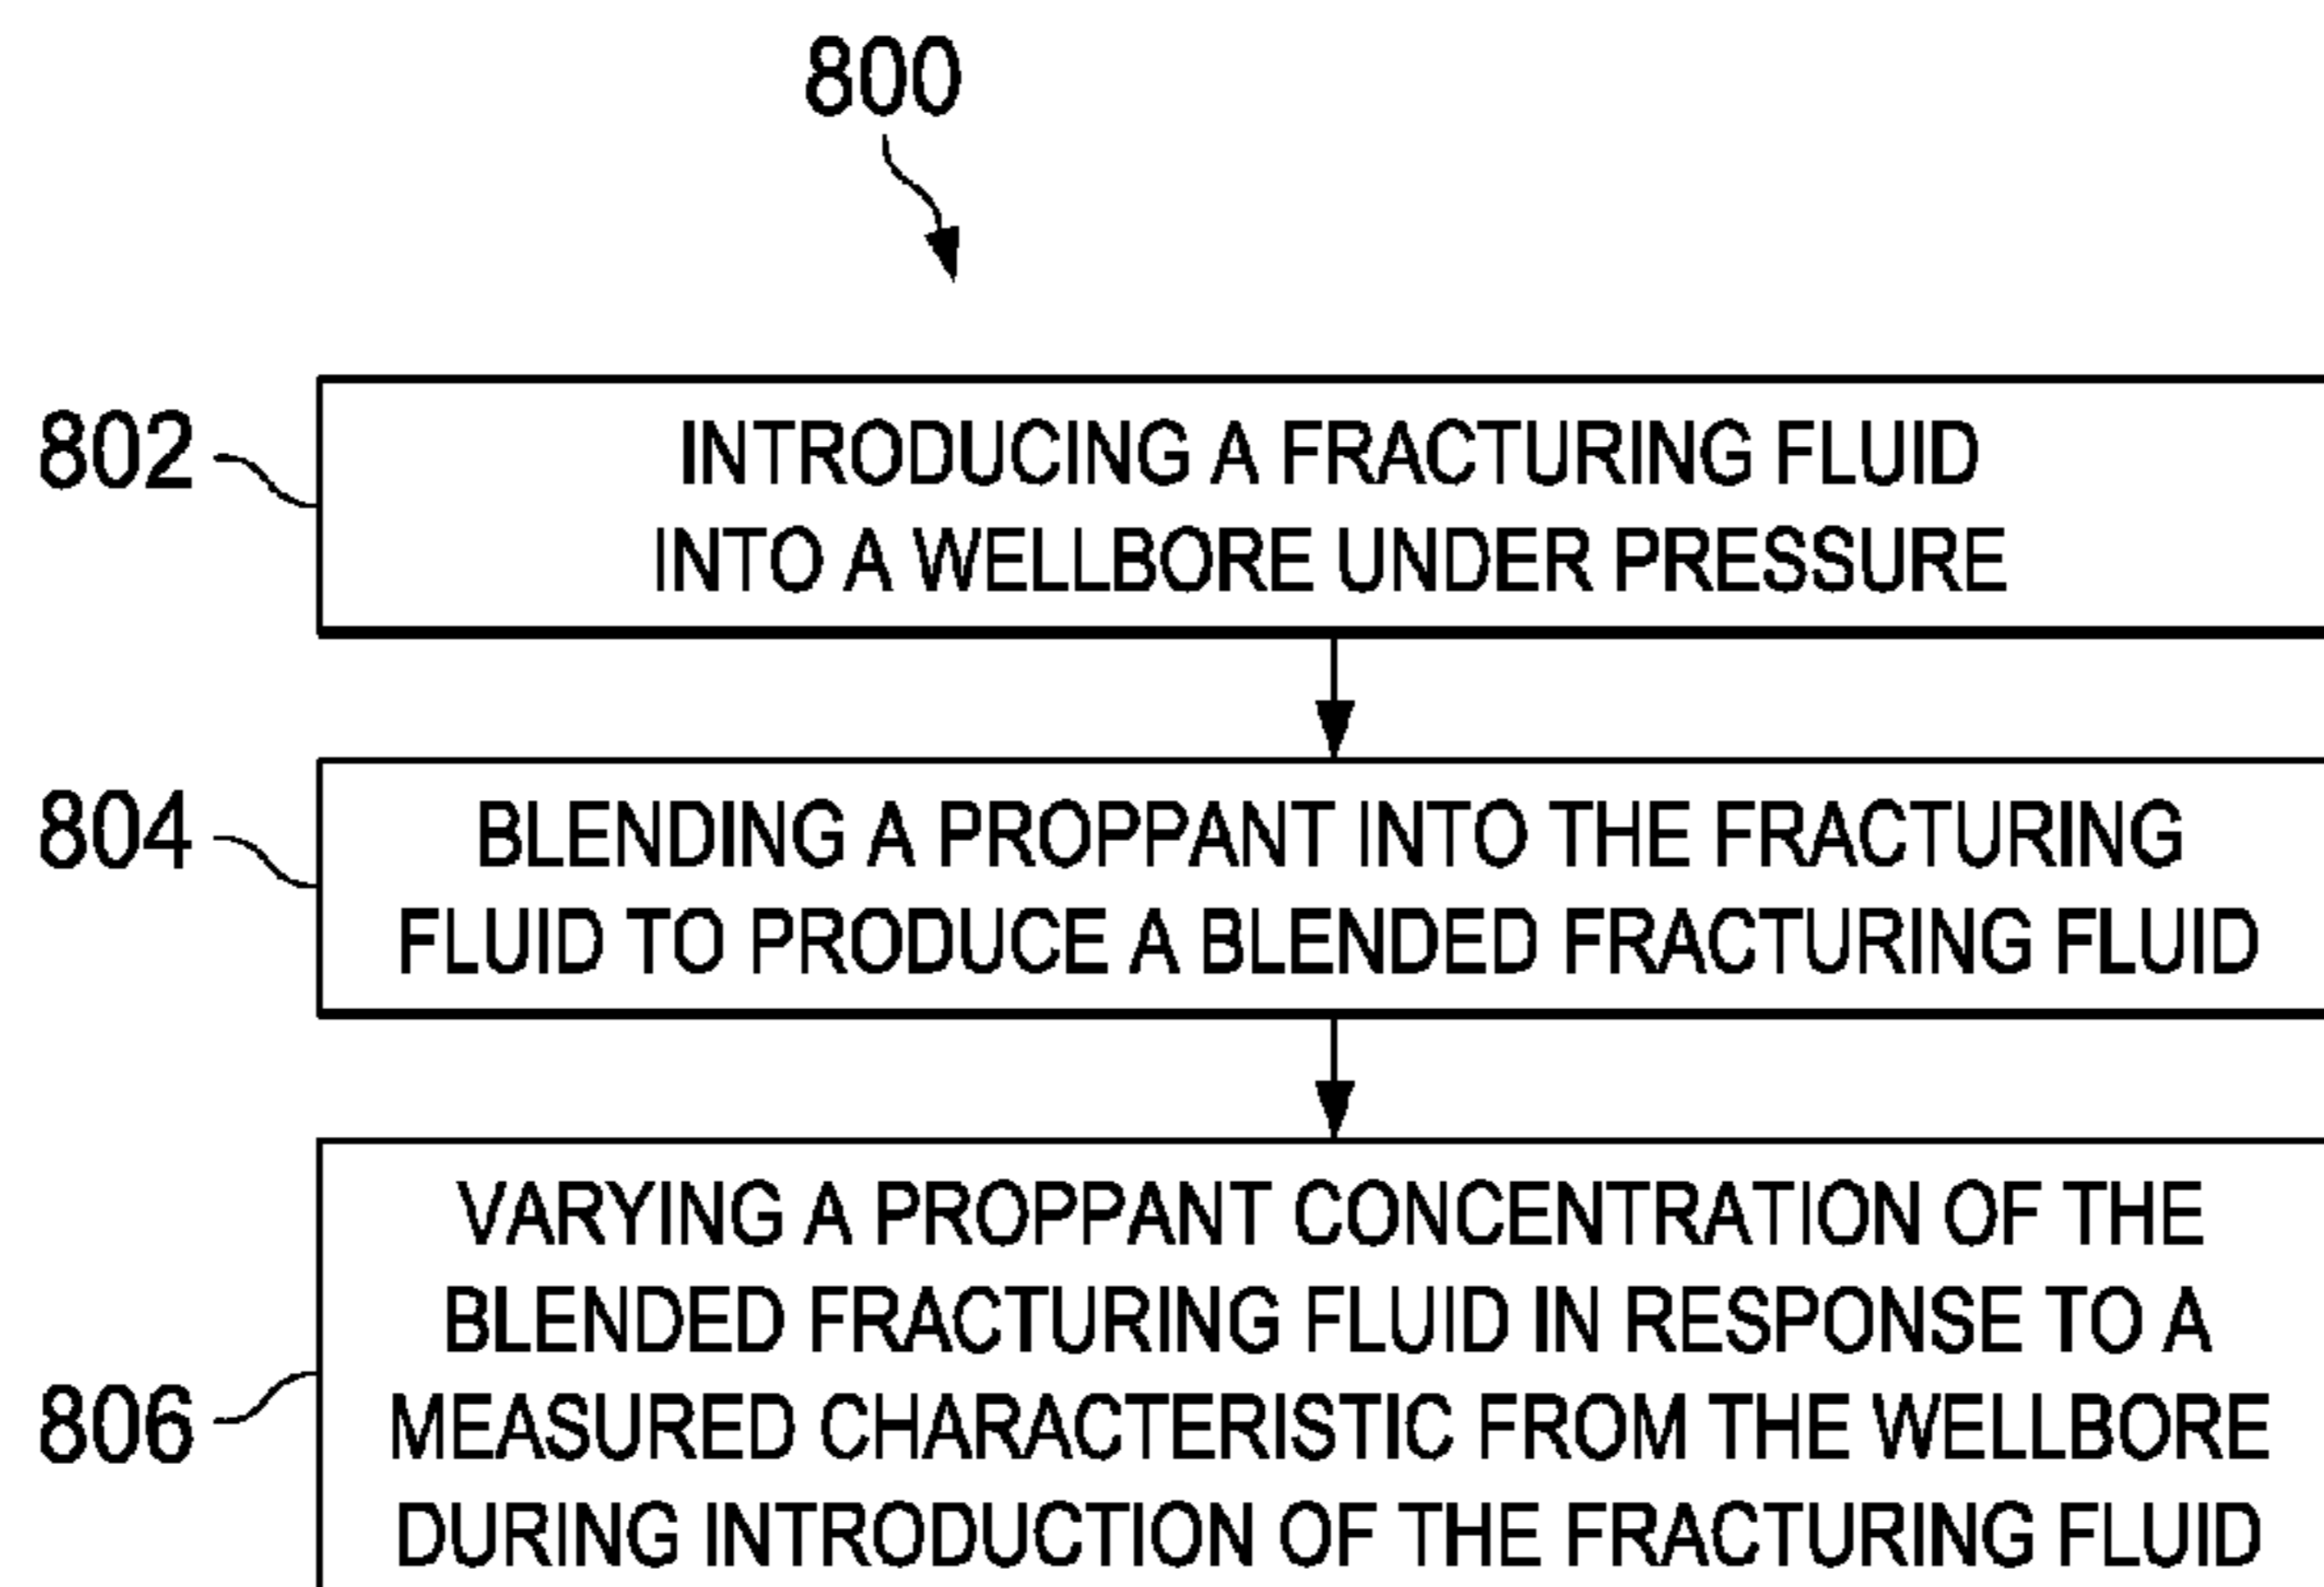 800
802
INTRODUCING A FRACTURING FLUID
INTO A WELLBORE UNDER PRESSURE
804
BLENDING A PROPPANT INTO THE FRACTURING
FLUID TO PRODUCE A BLENDED FRACTURING FLUID
806
VARYING A PROPPANT CONCENTRATION OF THE
BLENDED FRACTURING FLUID IN RESPONSE TO A
MEASURED CHARACTERISTIC FROM THE WELLBORE
DURING INTRODUCTION OF THE FRACTURING FLUID